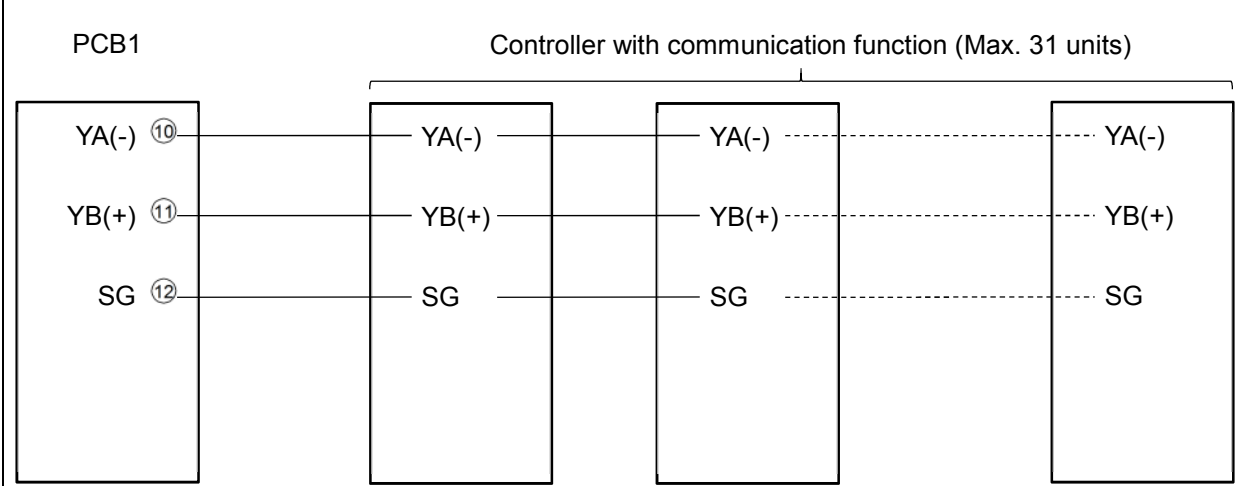 PCB1
Controller with communication function (Max. 31 units)
YA(-) ⑩ YA(-) YA(-) YA(-)
YB(+) ⑪ YB(+) YB(+) YB(+)
SG ⑫ SG SG SG